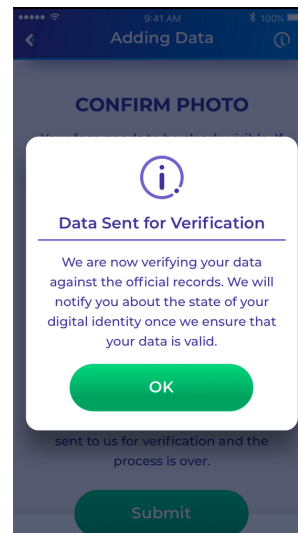 9:41 AM
100%
Adding Data
CONFIRM PHOTO
Data Sent for Verification
We are now verifying your data
against the official records. We will
notify you about the state of your
digital identity once we ensure that
your data is valid.
OK
sent to us for verification and the
process is over.
Submit